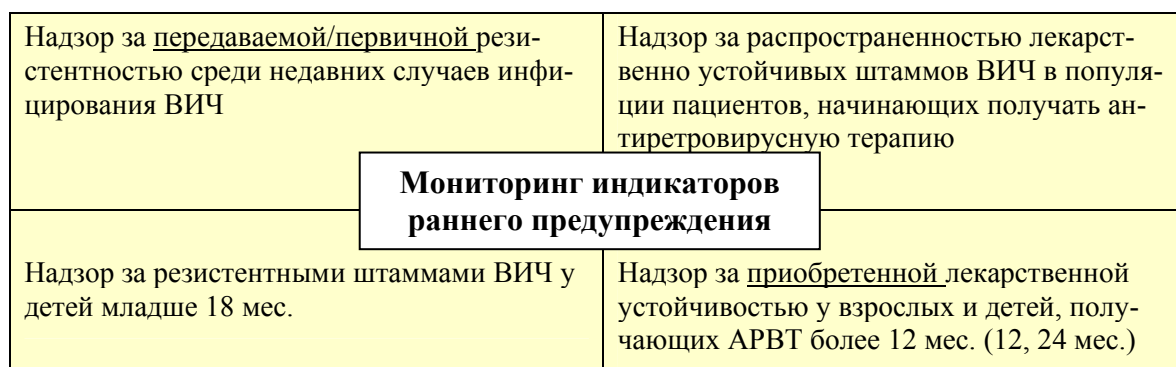 Надзор за передаваемой/первичной рези-
стентностью среди недавних случаев инфи-
цирования ВИЧ
Надзор за распространенностью лекарст-
венно устойчивых штаммов ВИЧ в популя-
ции пациентов, начинающих получать ан-
тиретровирусную терапию
Мониторинг индикаторов
раннего предупреждения
Надзор за резистентными штаммами ВИЧ у
детей младше 18 мес.
Надзор за приобретенной лекарственной
устойчивостью у взрослых и детей, полу-
чающих АРВТ более 12 мес. (12, 24 мес.)